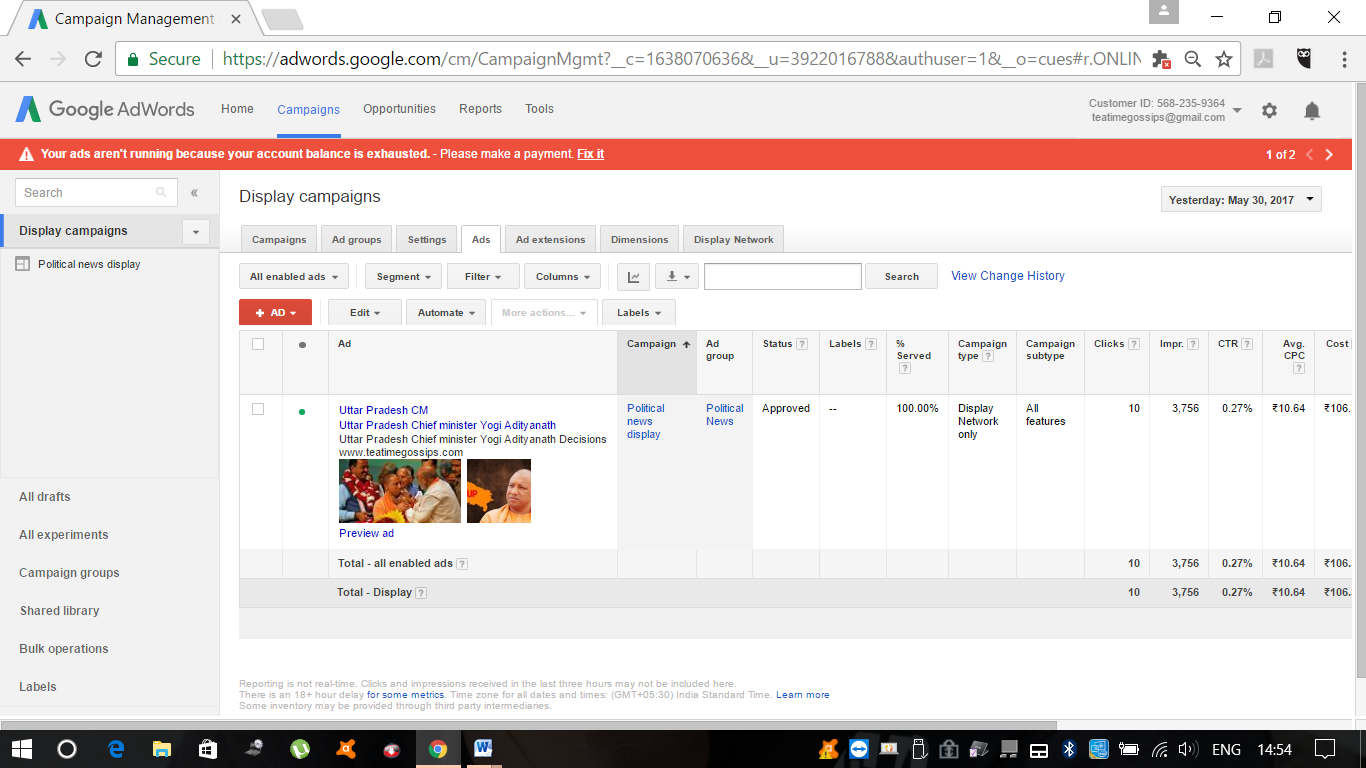 Campaign Management
Secure https://adwords.google.com/cm/CampaignMgmt?__c=1638070636&__u=3922016788&authuser=1&__o=cues#r.ONLIN
Google AdWords Home Campaigns Opportunities Reports Tools
Customer ID: 568-235-9364
teatimegossips@gmail.com
Your ads aren't running because your account balance is exhausted. - Please make a payment. Fix it 1 of 2
Search «
Display campaigns
Political news display
All drafts
All experiments
Campaign groups
Shared library
Bulk operations
Labels
Display campaigns
Yesterday: May 30, 2017
Campaigns Ad groups Settings Ads Ad extensions Dimensions Display Network
All enabled ads Segment Filter Columns Search View Change History
+ AD Edit Automate More actions... Labels
Ad Campaign Ad group Status ? Labels ? % Served ? Campaign type ? Campaign subtype Clicks ? Impr. ? CTR ? Avg. CPC ? Cost
Uttar Pradesh CM
Uttar Pradesh Chief minister Yogi Adityanath
Uttar Pradesh Chief minister Yogi Adityanath Decisions
www.teatimegossips.com
UP
Preview ad
Political news display Political News Approved -- 100.00% Display Network only All features 10 3,756 0.27% ₹10.64 ₹106.
Total - all enabled ads ? 10 3,756 0.27% ₹10.64 ₹106.
Total - Display ? 10 3,756 0.27% ₹10.64 ₹106.
Reporting is not real-time. Clicks and impressions received in the last three hours may not be included here.
There is an 18+ hour delay for some metrics. Time zone for all dates and times: (GMT+05:30) India Standard Time. Learn more
Some inventory may be provided through third party intermediaries.
ENG 14:54